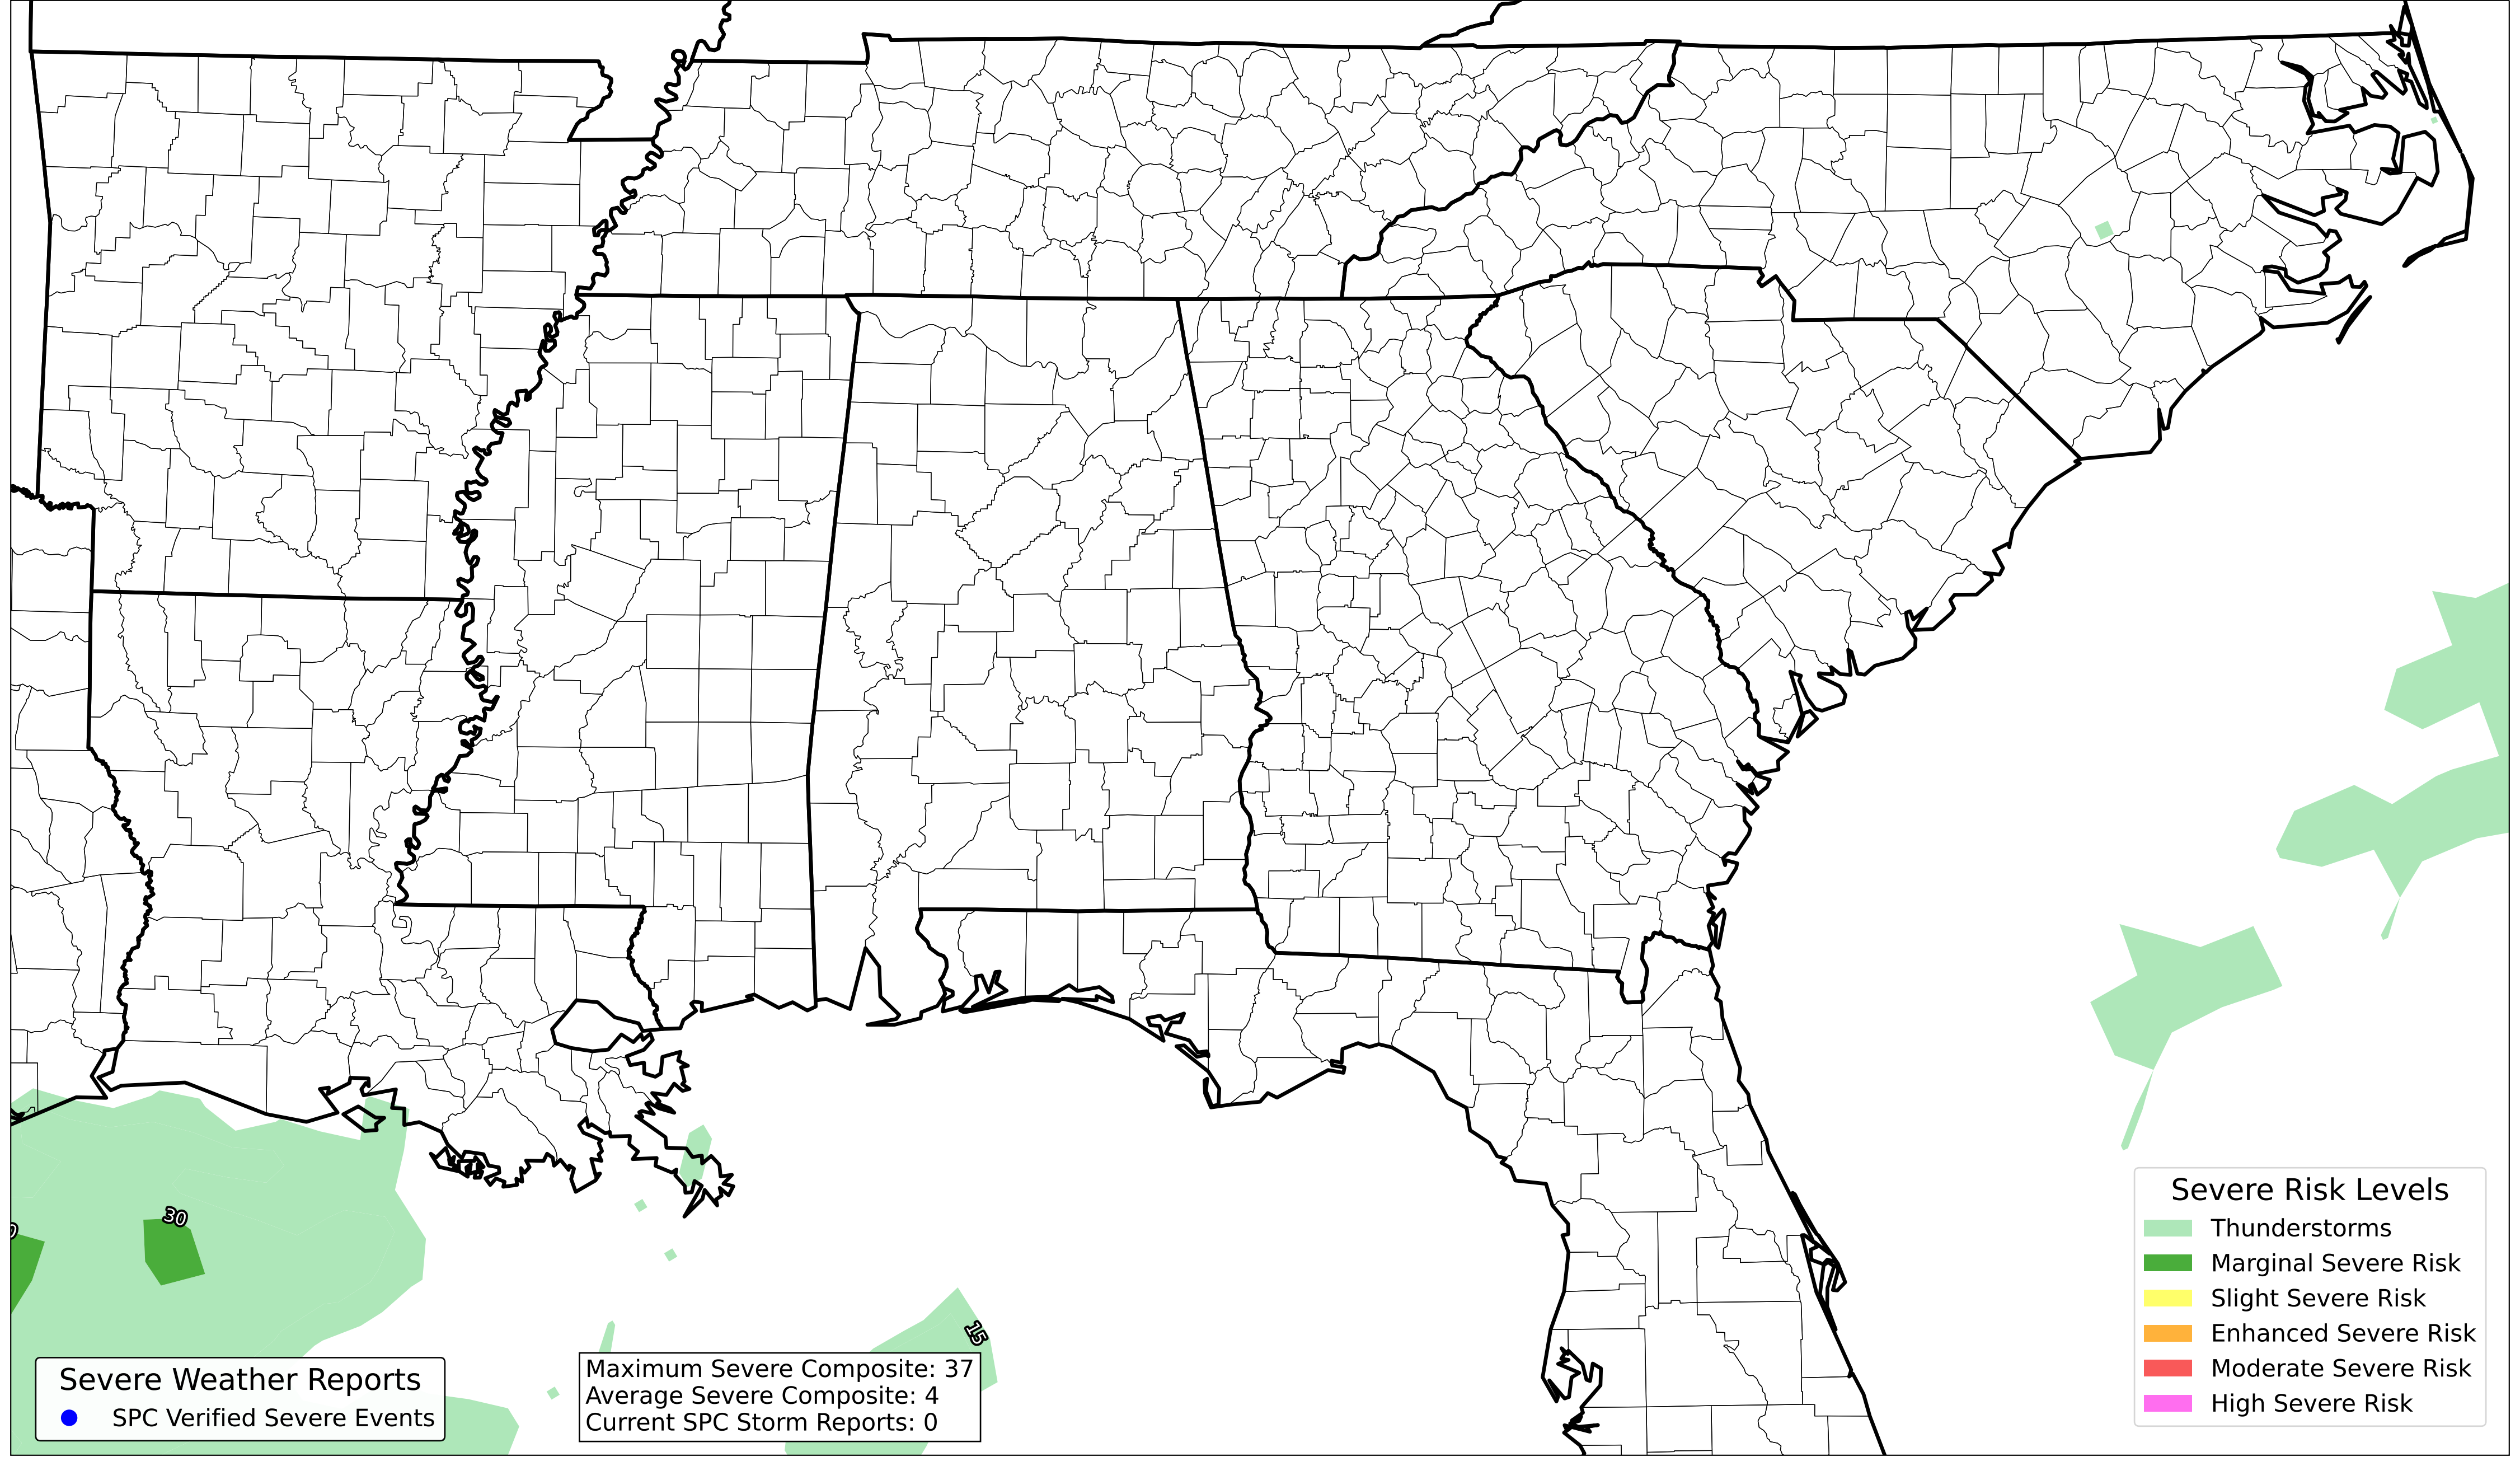 30
15
Severe Weather Reports
SPC Verified Severe Events
Maximum Severe Composite: 37
Average Severe Composite: 4
Current SPC Storm Reports: 0
Severe Risk Levels
Thunderstorms
Marginal Severe Risk
Slight Severe Risk
Enhanced Severe Risk
Moderate Severe Risk
High Severe Risk